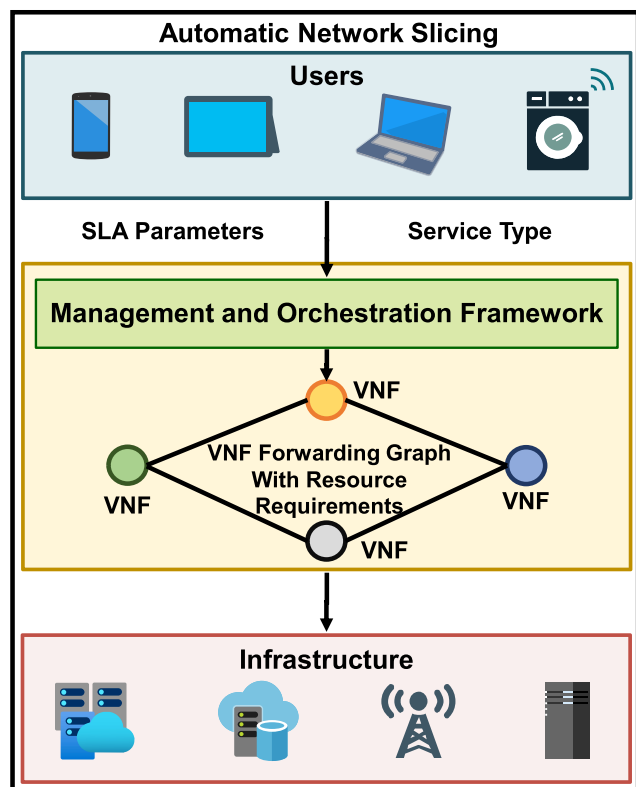 Automatic Network Slicing
Users
SLA Parameters
Service Type
Management and Orchestration Framework
VNF
VNF Forwarding Graph
With Resource
Requirements
VNF
VNF
VNF
Infrastructure